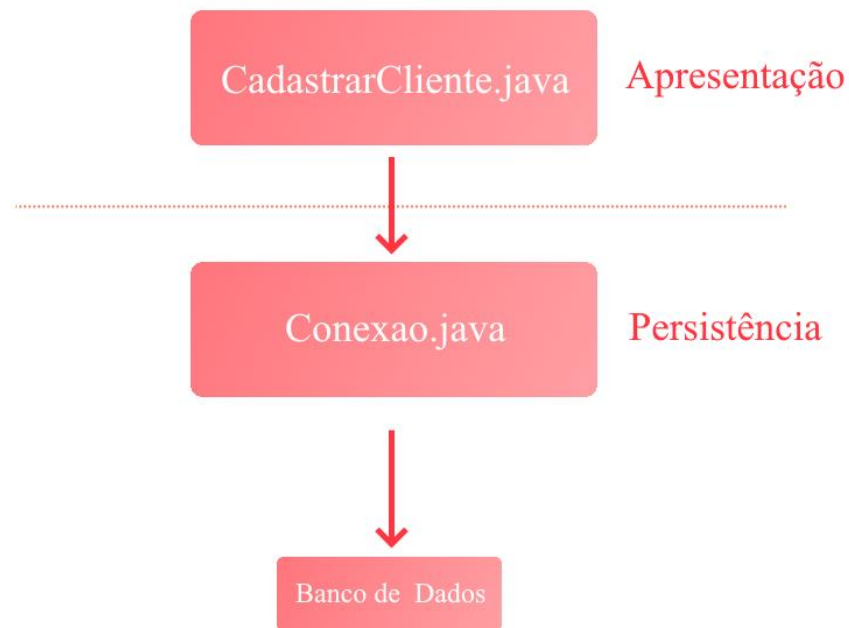 CadastrarCliente.java
Apresentação
Conexao.java
Persistência
Banco de Dados